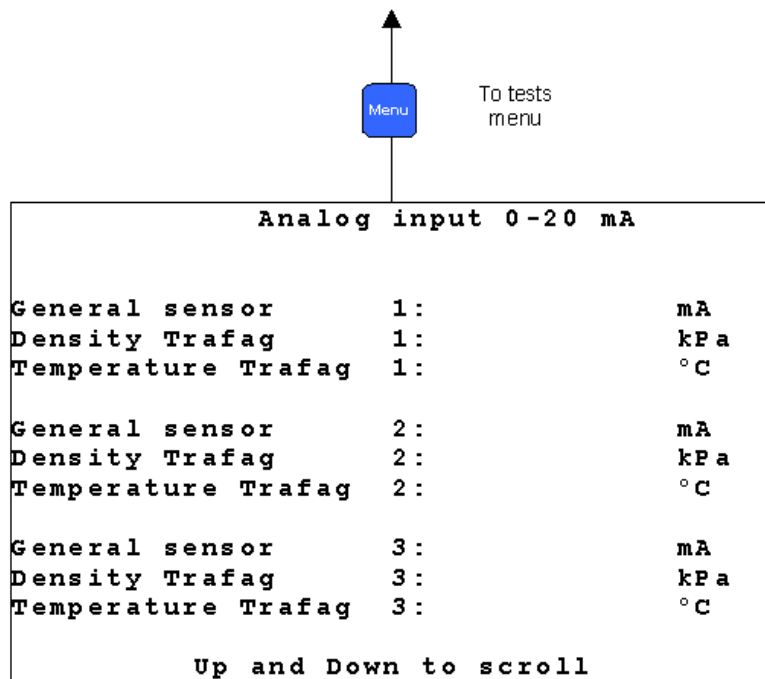 Menu
To tests
menu
Analog input 0-20 mA
General sensor 1: mA
Density Trafag 1: kPa
Temperature Trafag 1: °C
General sensor 2: mA
Density Trafag 2: kPa
Temperature Trafag 2: °C
General sensor 3: mA
Density Trafag 3: kPa
Temperature Trafag 3: °C
Up and Down to scroll